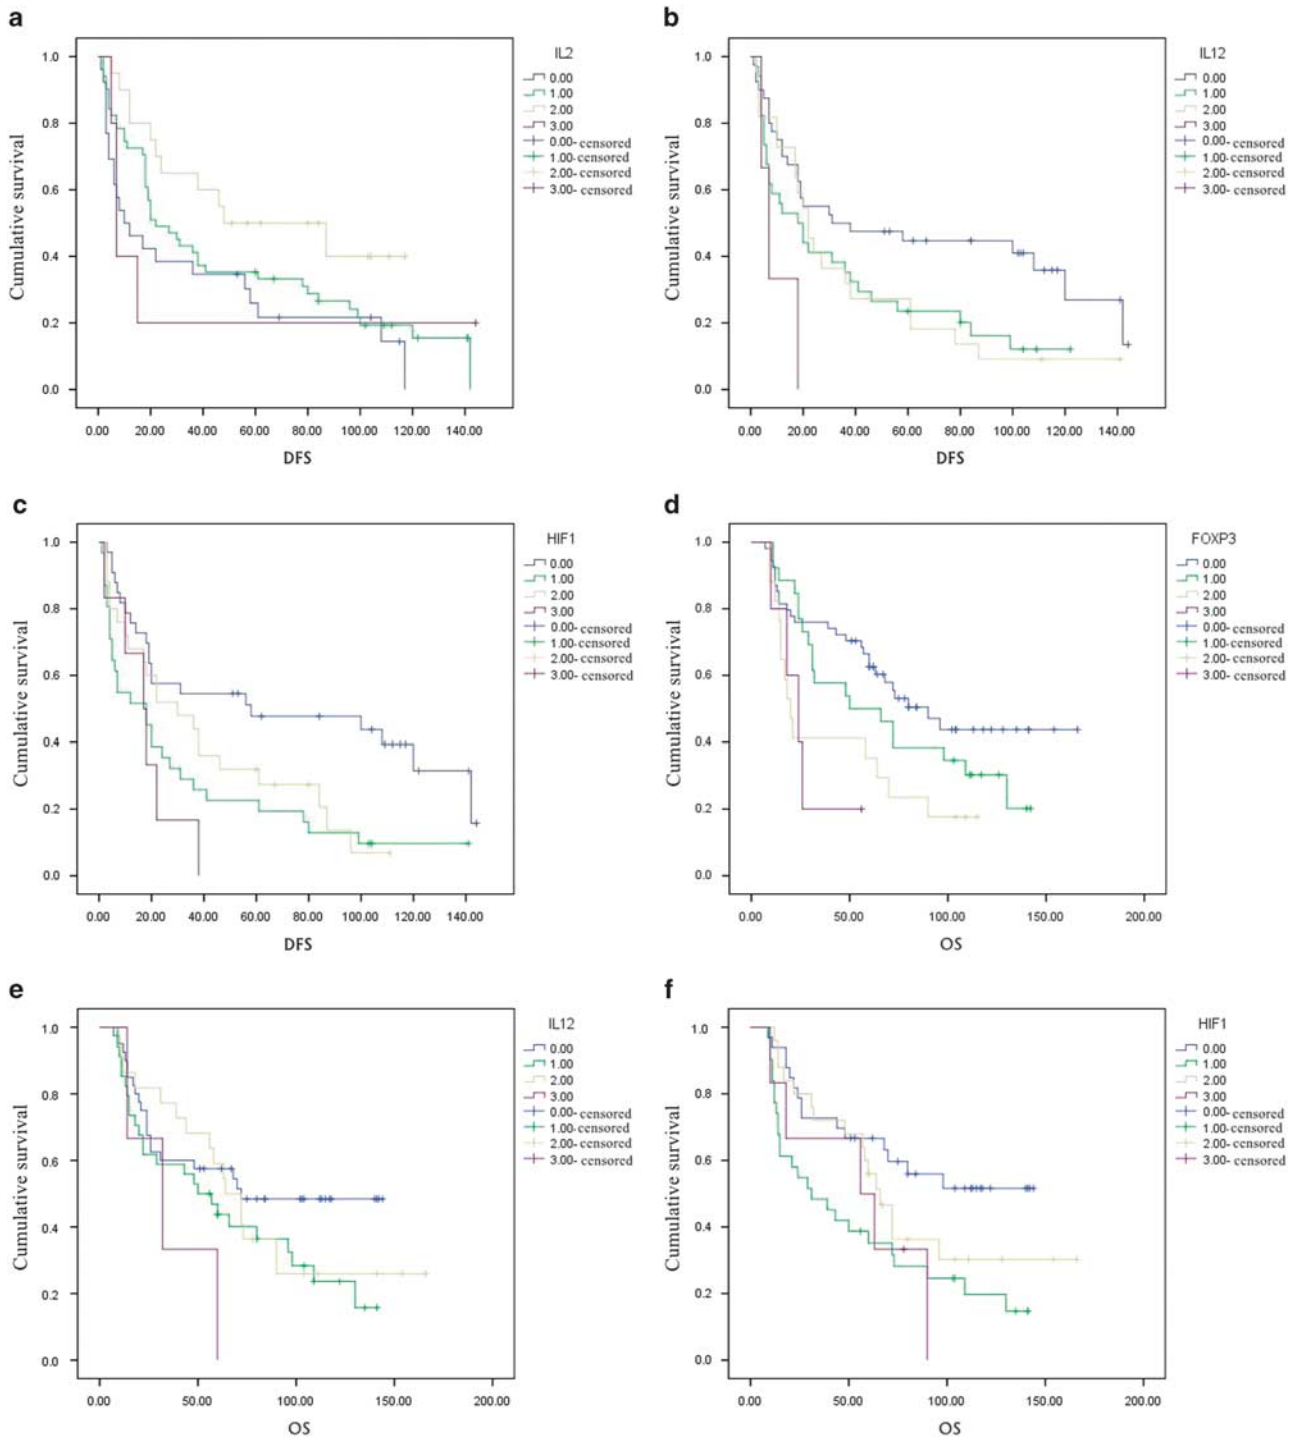 a
IL2
0.00
1.00
2.00
3.00
0.00- censored
1.00-censored
2.00- censored
3.00- censored
Cumulative survival
1.0
0.8
0.6
0.4
0.2
0.0
0.00 20.00 40.00 60.00 80.00 100.00 120.00 140.00
DFS
b
IL12
0.00
1.00
2.00
3.00
0.00- censored
1.00-censored
2.00- censored
3.00- censored
Cumulative survival
1.0
0.8
0.6
0.4
0.2
0.0
0.00 20.00 40.00 60.00 80.00 100.00 120.00 140.00
DFS
c
HIF1
0.00
1.00
2.00
3.00
0.00- censored
1.00- censored
2.00- censored
3.00- censored
Cumulative survival
1.0
0.8
0.6
0.4
0.2
0.0
0.00 20.00 40.00 60.00 80.00 100.00 120.00 140.00
DFS
d
FOXP3
0.00
1.00
2.00
3.00
0.00- censored
1.00- censored
2.00- censored
3.00- censored
Cumulative survival
1.0
0.8
0.6
0.4
0.2
0.0
0.00 50.00 100.00 150.00 200.00
OS
e
IL12
0.00
1.00
2.00
3.00
0.00- censored
1.00-censored
2.00- censored
3.00- censored
Cumulative survival
1.0
0.8
0.6
0.4
0.2
0.0
0.00 50.00 100.00 150.00 200.00
OS
f
HIF1
0.00
1.00
2.00
3.00
0.00- censored
1.00- censored
2.00- censored
3.00- censored
Cumulative survival
1.0
0.8
0.6
0.4
0.2
0.0
0.00 50.00 100.00 150.00 200.00
OS